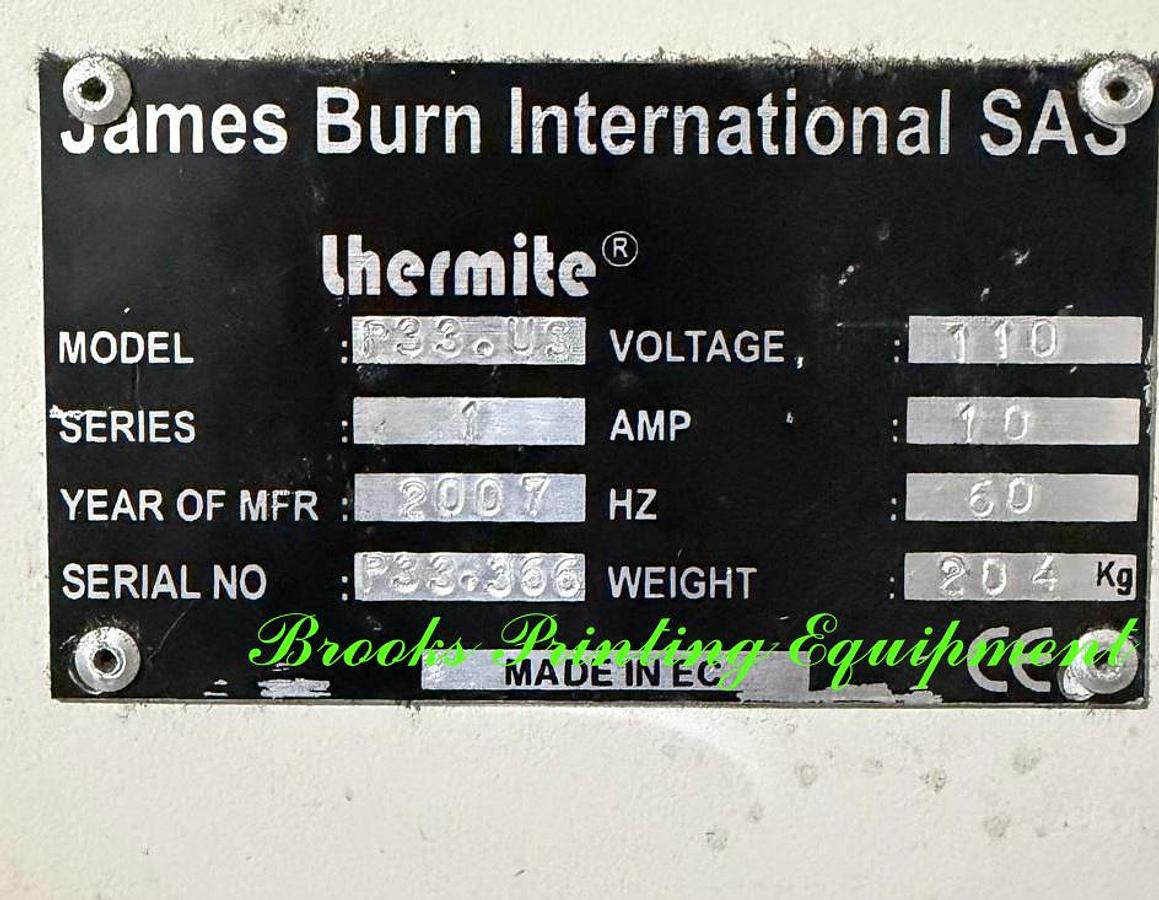 James Burn International SAS
thermite®
MODEL : P33.US VOLTAGE : 110
SERIES : 1 AMP : 10
YEAR OF MFR : 2007 HZ : 60
SERIAL NO : P33.366 WEIGHT : 204 Kg
Brooks Printing Equipment
MADE IN EC CE